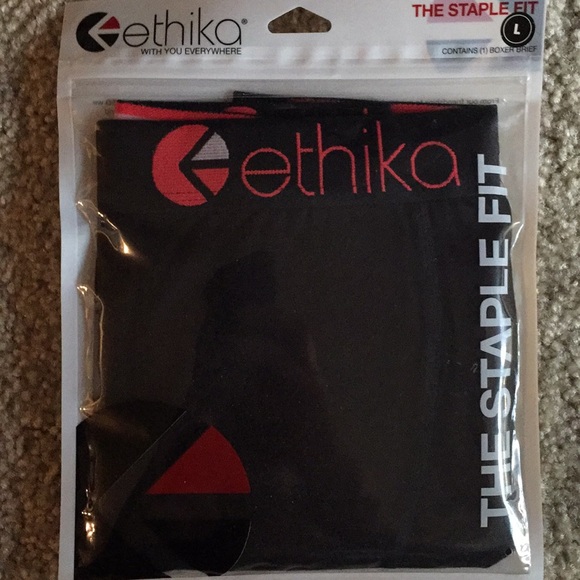 ethika®
WITH YOU EVERYWHERE
THE STAPLE FIT
L
CONTAINS (1) BOXER BRIEF
ethika
THE STAPLE FIT